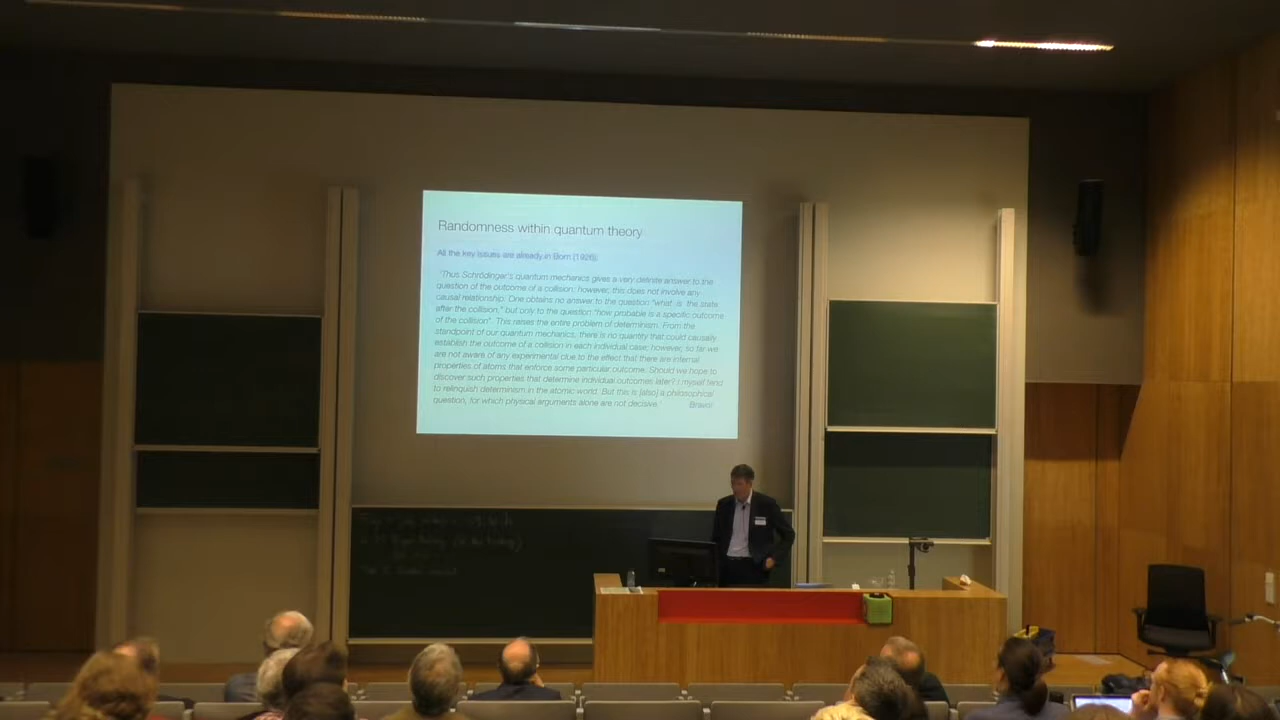 Randomness within quantum theory
All the key issues are already in Born (1926):
'Thus Schrödinger's quantum mechanics gives a very definite answer to the
question of the outcome of a collision; however, this does not involve any
causal relationship. One obtains no answer to the question "what is the state
after the collision," but only to the question "how probable is a specific outcome
of the collision". This raises the entire problem of determinism. From the
standpoint of our quantum mechanics, there is no quantity that could causally
establish the outcome of a collision in each individual case; however, so far we
are not aware of any experimental clue to the effect that there are internal
properties of atoms that enforce some particular outcome. Should we hope to
discover such properties that determine individual outcomes later? I myself tend
to relinquish determinism in the atomic world. But this is [also] a philosophical
question, for which physical arguments alone are not decisive.' Bravo!